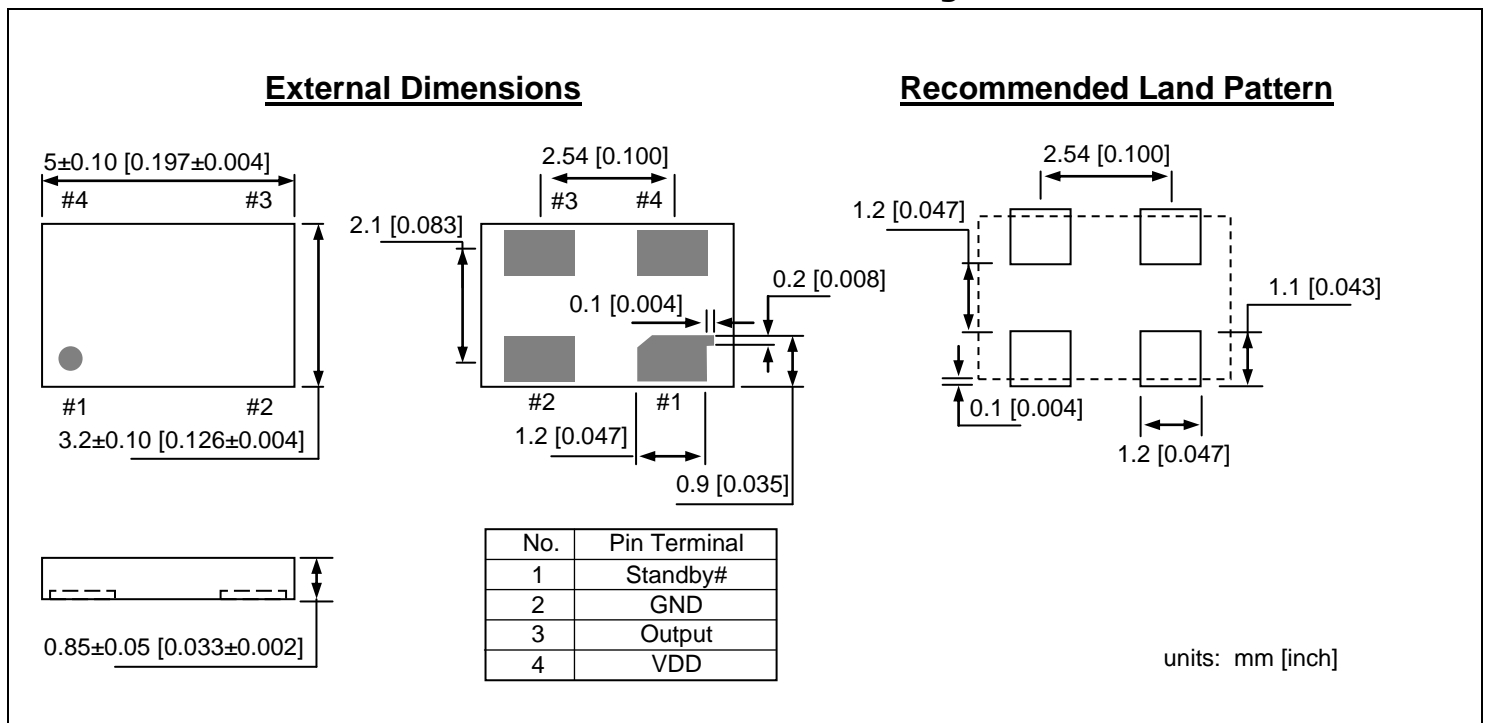 External Dimensions
Recommended Land Pattern
5±0.10 [0.197±0.004]
#4 #3
#1 #2
3.2±0.10 [0.126±0.004]
0.85±0.05 [0.033±0.002]
2.54 [0.100]
#3 #4
2.1 [0.083]
0.2 [0.008]
0.1 [0.004]
#2 #1
1.2 [0.047]
0.9 [0.035]
No. Pin Terminal
1 Standby#
2 GND
3 Output
4 VDD
2.54 [0.100]
1.2 [0.047]
1.1 [0.043]
0.1 [0.004]
1.2 [0.047]
units: mm [inch]